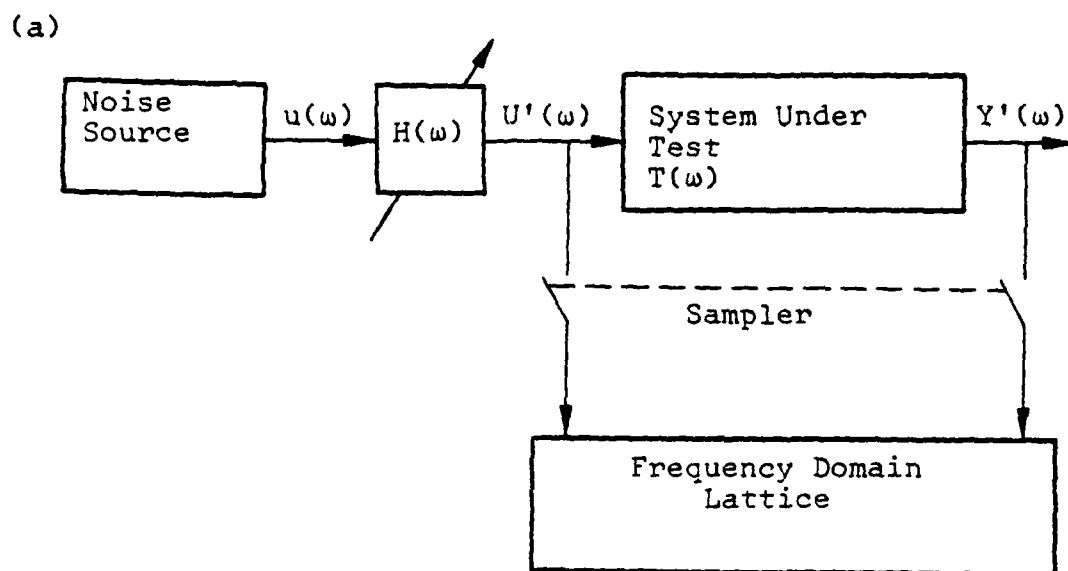 (a)
Noise
Source
u(ω)
H(ω)
U'(ω)
System Under
Test
T(ω)
Y'(ω)
Sampler
Frequency Domain
Lattice